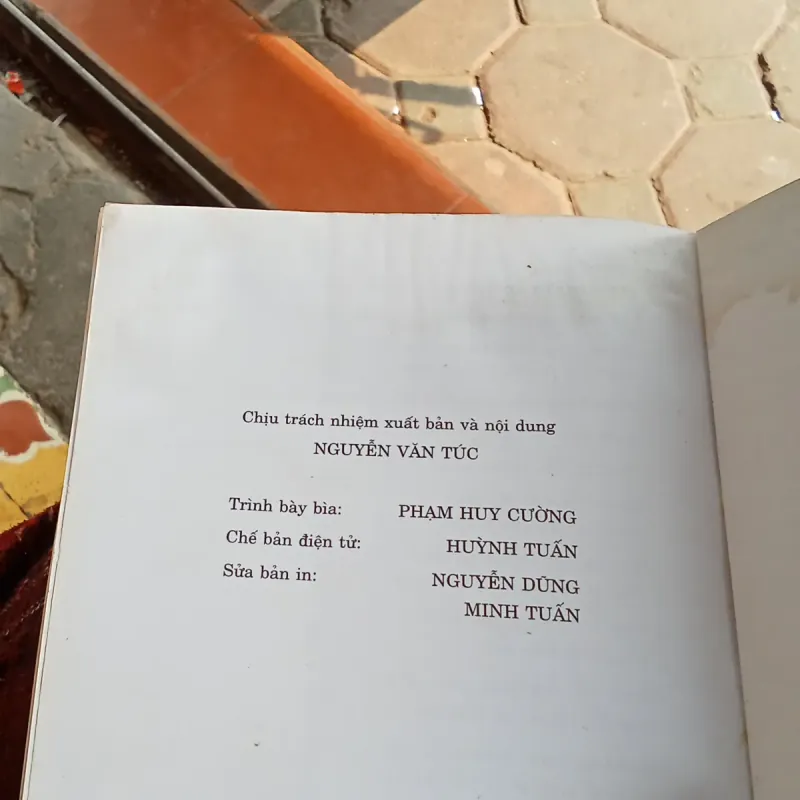 Chịu trách nhiệm xuất bản và nội dung
NGUYỄN VĂN TÚC
Trình bày bìa: PHẠM HUY CƯỜNG
Chế bản điện tử: HUỲNH TUẤN
Sửa bản in: NGUYỄN DŨNG
MINH TUẤN